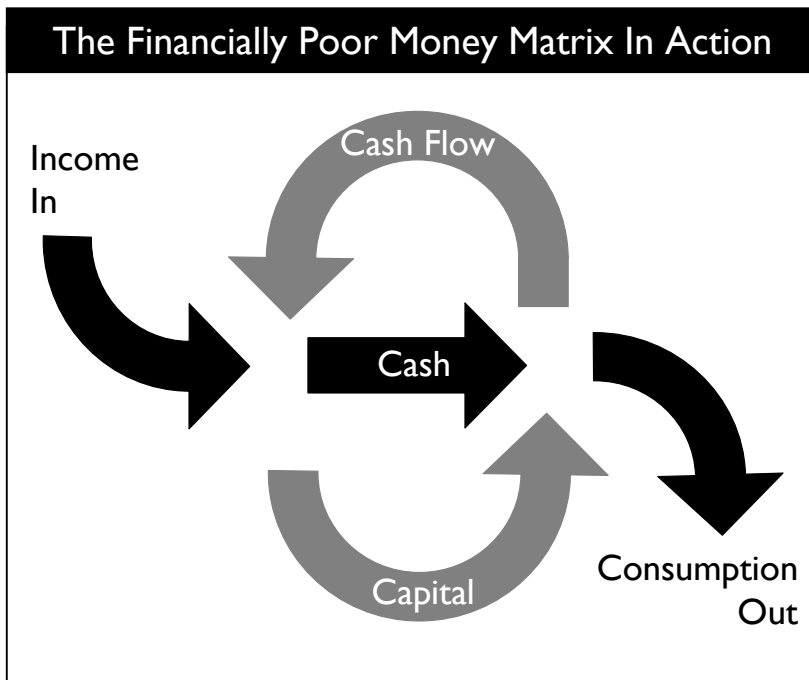 The Financially Poor Money Matrix In Action
Income
In
Cash Flow
Cash
Capital
Consumption
Out